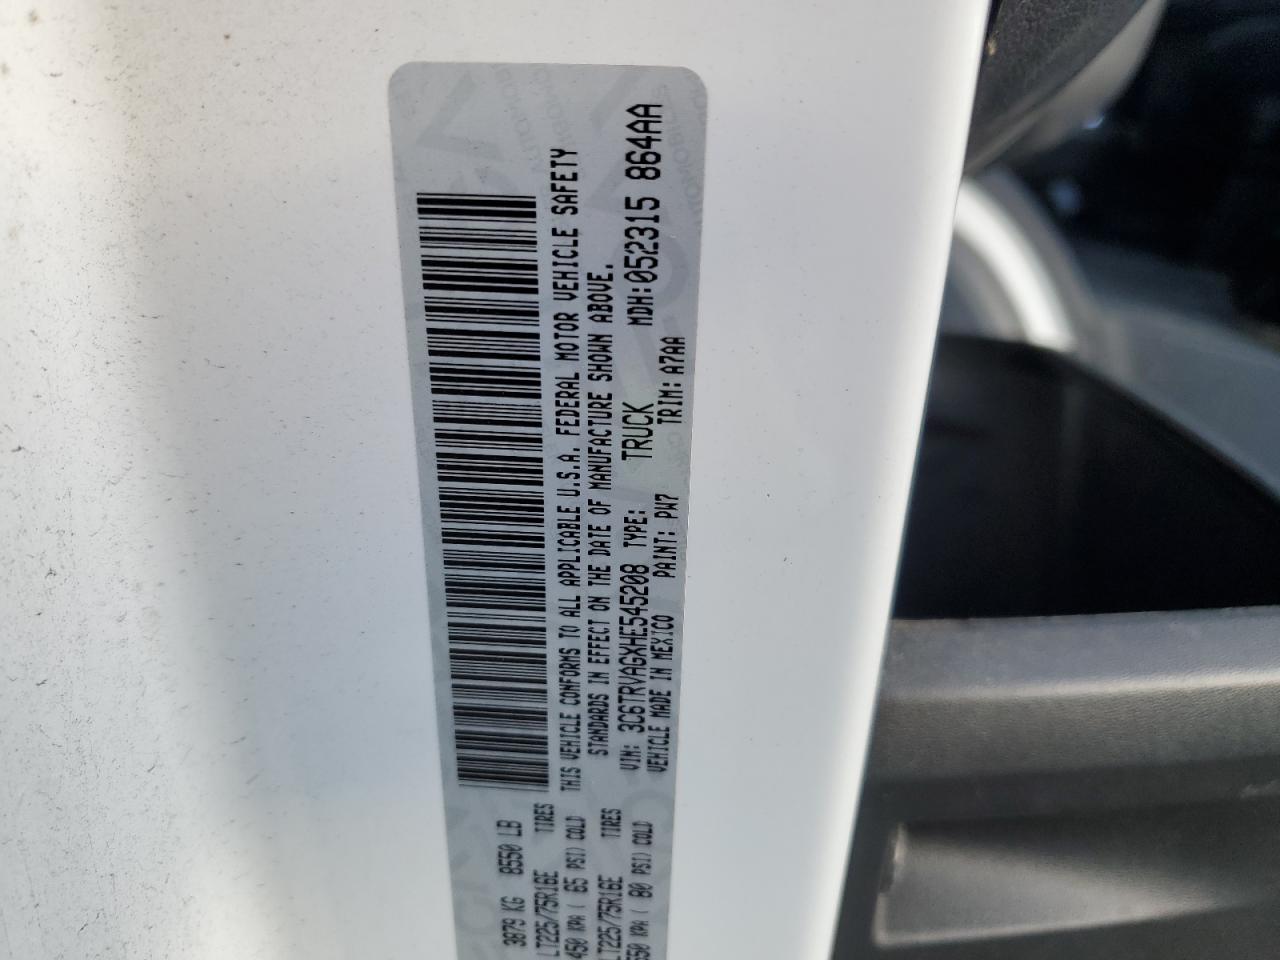 3879 KG 8550 LB
LT225/75R16E TIRES
450 KPA ( 65 PSI) COLD
LT225/75R16E TIRES
550 KPA ( 80 PSI) COLD
THIS VEHICLE CONFORMS TO ALL APPLICABLE U.S.A. FEDERAL MOTOR VEHICLE SAFETY
STANDARDS IN EFFECT ON THE DATE OF MANUFACTURE SHOWN ABOVE.
VIN: 3C6TRVAGXHE545208 TYPE: TRUCK MDH:052315 864AA
VEHICLE MADE IN MEXICO PAINT: PW7 TRIM: A7AA